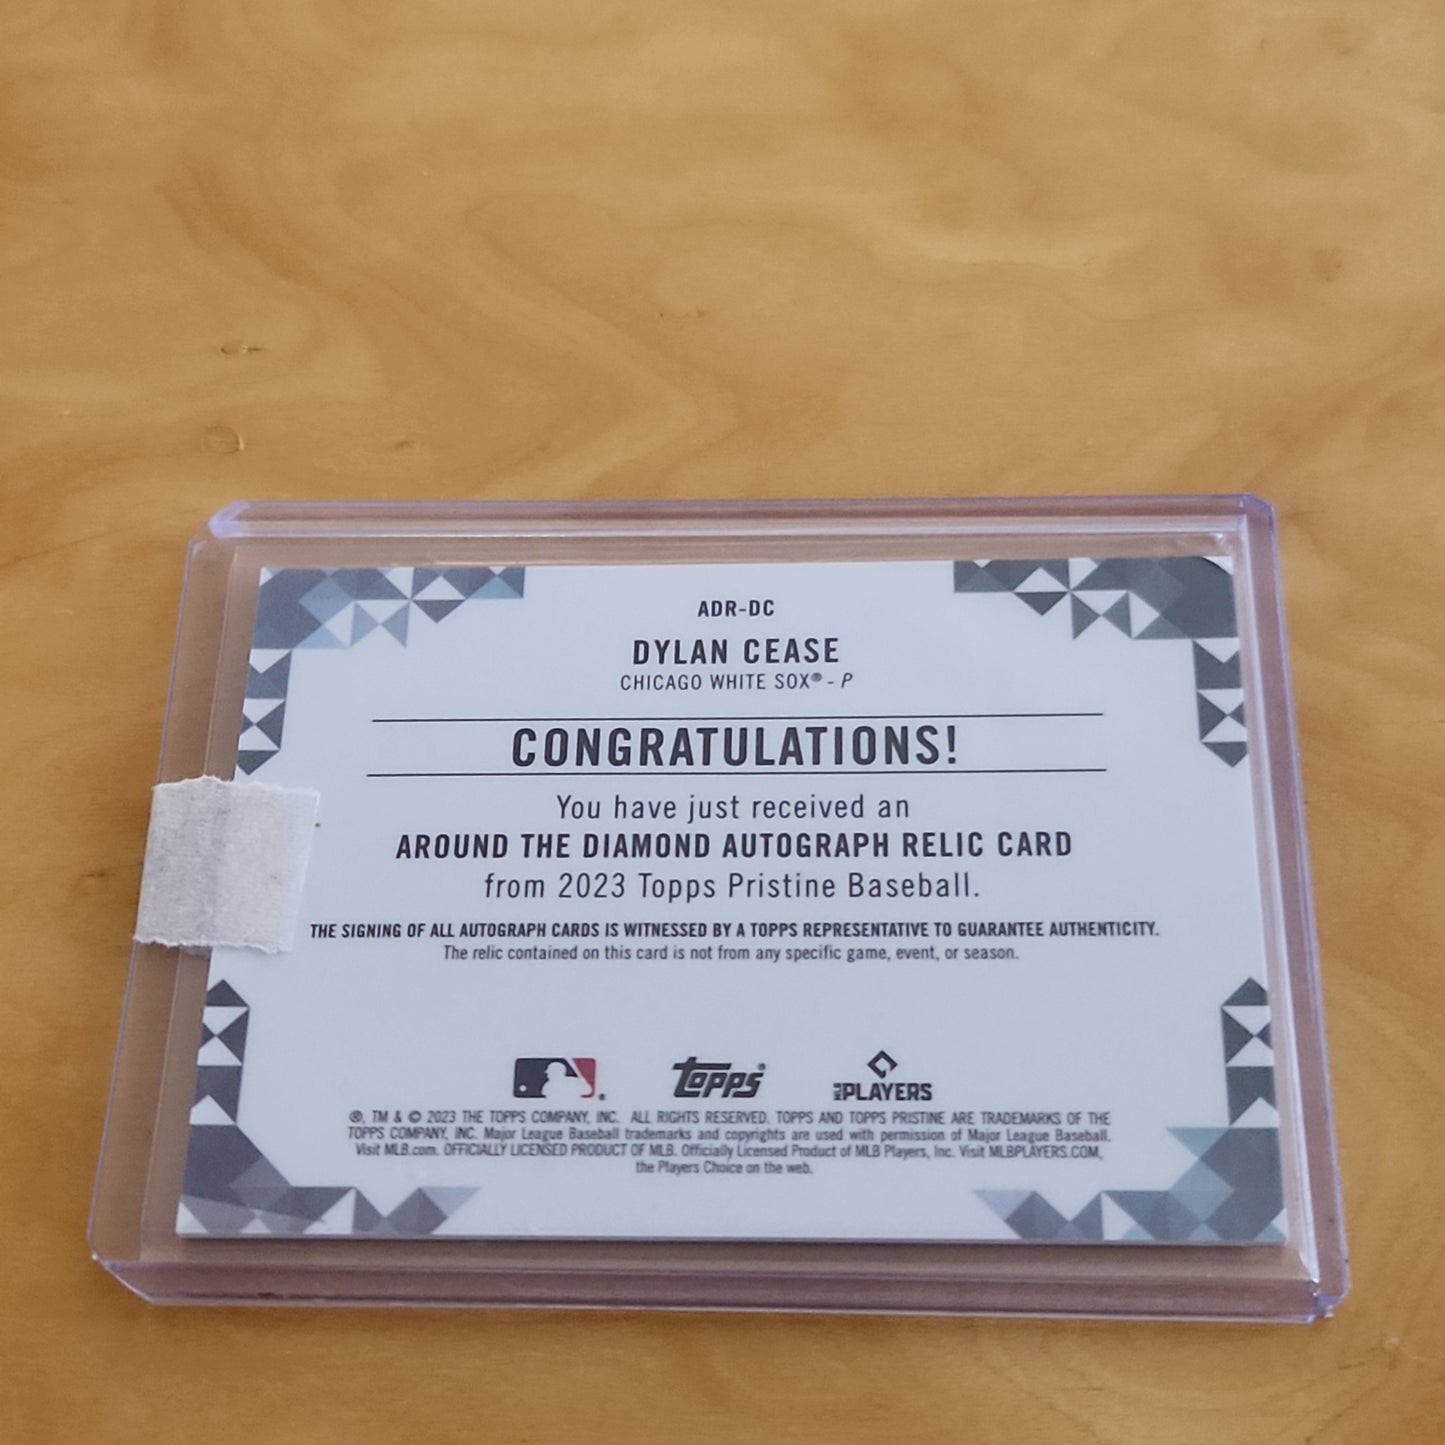 ADR-DC
DYLAN CEASE
CHICAGO WHITE SOX® - P
CONGRATULATIONS!
You have just received an
AROUND THE DIAMOND AUTOGRAPH RELIC CARD
from 2023 Topps Pristine Baseball.
THE SIGNING OF ALL AUTOGRAPH CARDS IS WITNESSED BY A TOPPS REPRESENTATIVE TO GUARANTEE AUTHENTICITY.
The relic contained on this card is not from any specific game, event, or season.
topps® MLB PLAYERS
®, TM & © 2023 THE TOPPS COMPANY, INC. ALL RIGHTS RESERVED. TOPPS AND TOPPS PRISTINE ARE TRADEMARKS OF THE
TOPPS COMPANY, INC. Major League Baseball trademarks and copyrights are used with permission of Major League Baseball.
Visit MLB.com. OFFICIALLY LICENSED PRODUCT OF MLB. Officially Licensed Product of MLB Players, Inc. Visit MLBPLAYERS.COM,
the Players Choice on the web.